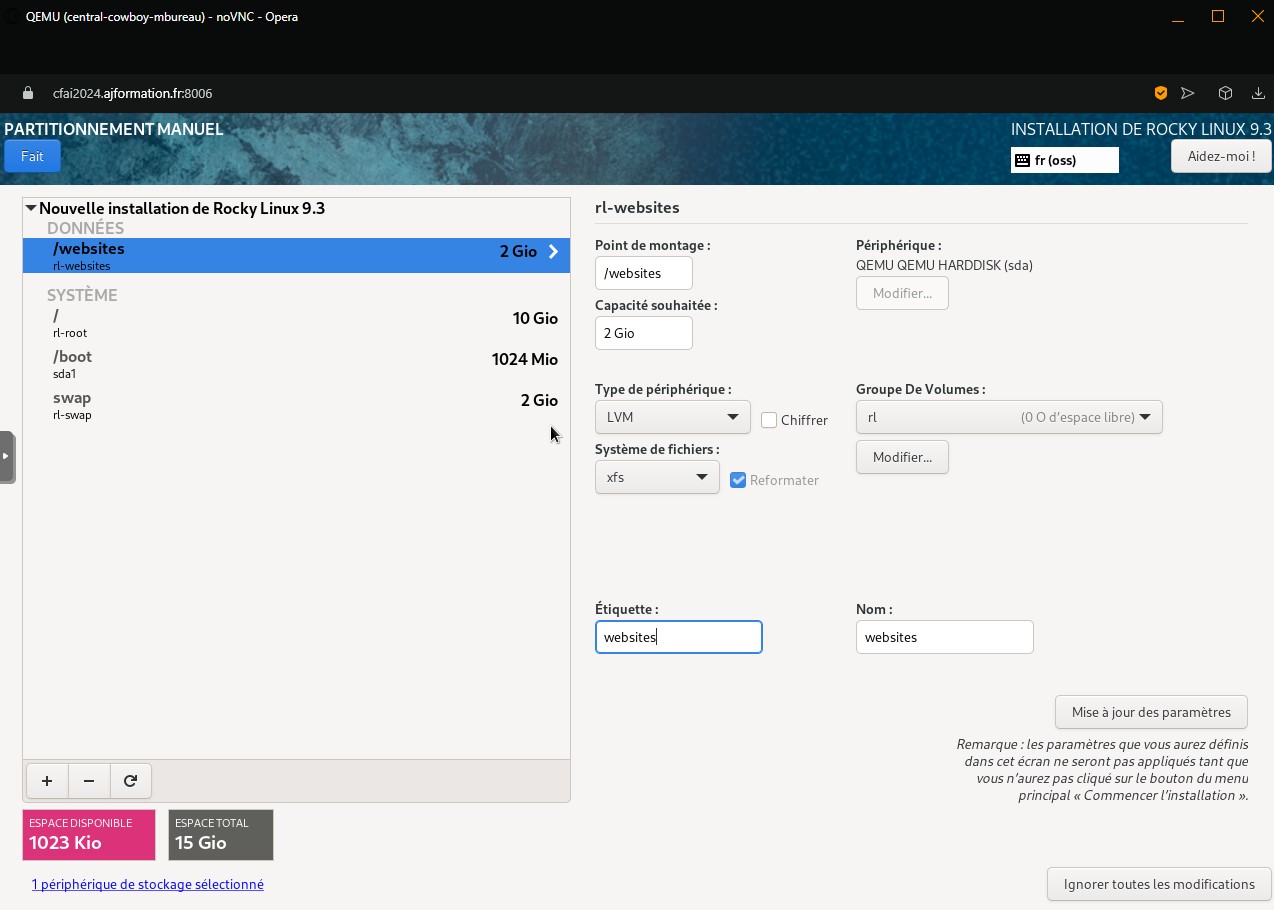 QEMU (central-cowboy-mbureau) - noVNC - Opera
cfai2024.ajformation.fr:8006
PARTITIONNEMENT MANUEL
INSTALLATION DE ROCKY LINUX 9.3
Fait
fr (oss)
Aidez-moi !
Nouvelle installation de Rocky Linux 9.3
DONNÉES
/websites
2 Gio
rl-websites
SYSTÈME
/
10 Gio
rl-root
/boot
1024 Mio
sda1
swap
2 Gio
rl-swap
rl-websites
Point de montage :
/websites
Périphérique :
QEMU QEMU HARDDISK (sda)
Modifier...
Capacité souhaitée :
2 Gio
Type de périphérique :
LVM
Chiffrer
Groupe De Volumes :
rl (0 O d'espace libre)
Modifier...
Système de fichiers :
xfs
Reformater
Étiquette :
websites
Nom :
websites
Mise à jour des paramètres
Remarque : les paramètres que vous aurez définis
dans cet écran ne seront pas appliqués tant que
vous n'aurez pas cliqué sur le bouton du menu
principal « Commencer l'installation ».
ESPACE DISPONIBLE
1023 Kio
ESPACE TOTAL
15 Gio
1 périphérique de stockage sélectionné
Ignorer toutes les modifications